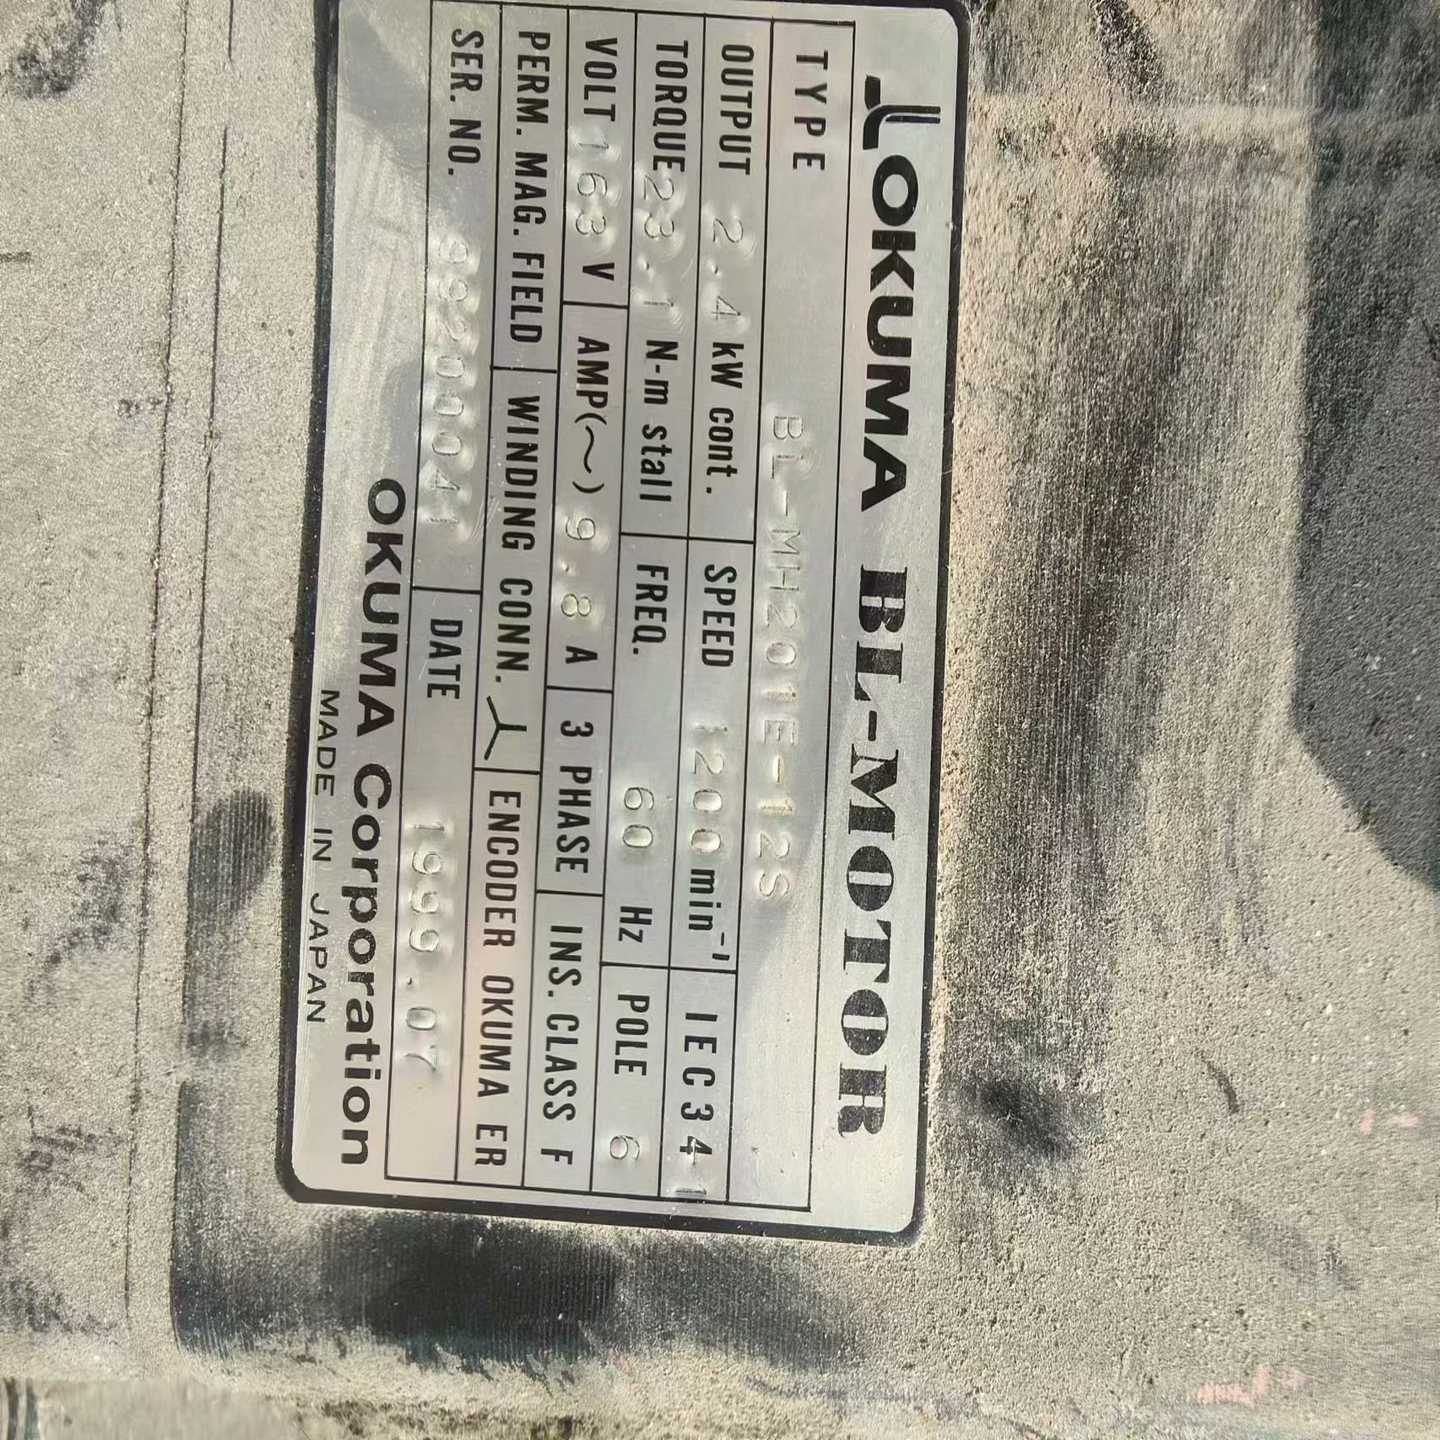 OKUMA BL-MOTOR
TYPE BL-MH201E-12S
OUTPUT 2.4 kW cont. SPEED 1200 min⁻¹ IEC34-1
TORQUE 23.1 N-m stall FREQ. 60 Hz POLE 6
VOLT 163 V AMP(~) 9.8 A 3 PHASE INS. CLASS F
PERM. MAG. FIELD WINDING CONN. ENCODER OKUMA ER
SER. NO. DATE 1999.07
OKUMA Corporation
MADE IN JAPAN